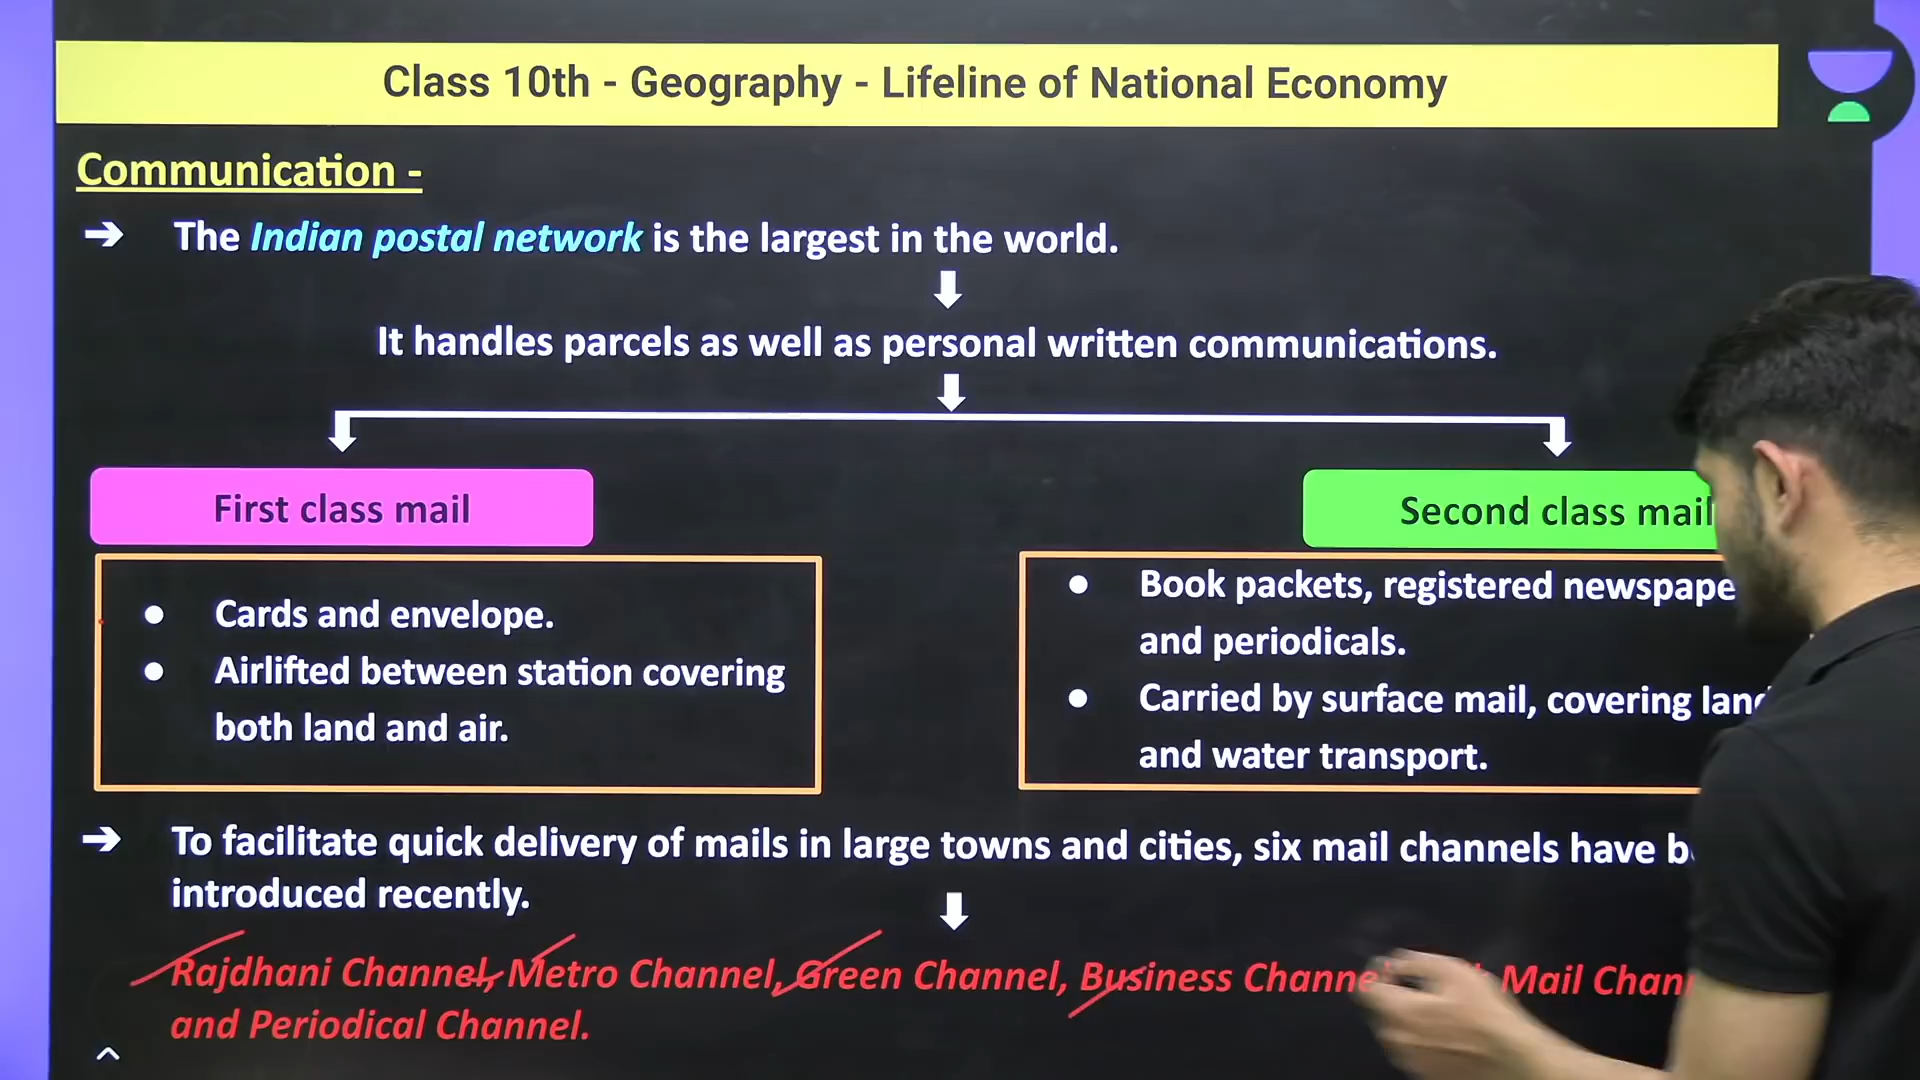 Class 10th - Geography - Lifeline of National Economy
Communication -
➔ The Indian postal network is the largest in the world.
It handles parcels as well as personal written communications.
First class mail
Second class mail
● Cards and envelope.
● Airlifted between station covering
both land and air.
● Book packets, registered newspape
and periodicals.
● Carried by surface mail, covering land
and water transport.
➔ To facilitate quick delivery of mails in large towns and cities, six mail channels have
introduced recently.
Rajdhani Channel, Metro Channel, Green Channel, Business Channel Mail Chan
and Periodical Channel.